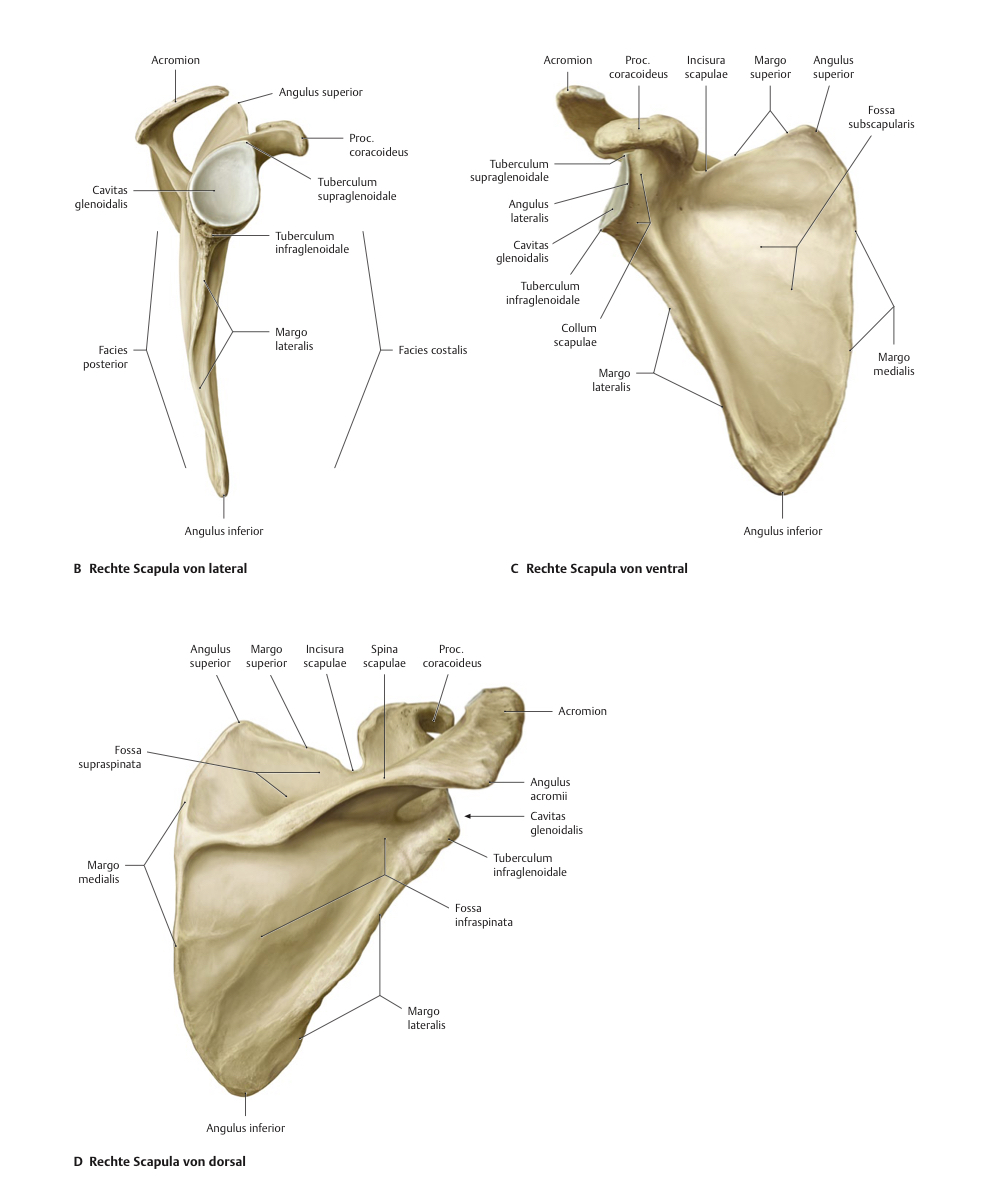 Acromion
Angulus superior
Proc.
coracoideus
Tuberculum
supraglenoidale
Cavitas
glenoidalis
Tuberculum
infraglenoidale
Margo
lateralis
Facies
posterior
Facies costalis
Angulus inferior
B Rechte Scapula von lateral
Acromion
Proc.
coracoideus
Incisura
scapulae
Margo
superior
Angulus
superior
Fossa
subscapularis
Tuberculum
supraglenoidale
Angulus
lateralis
Cavitas
glenoidalis
Tuberculum
infraglenoidale
Collum
scapulae
Margo
lateralis
Margo
medialis
Angulus inferior
C Rechte Scapula von ventral
Angulus
superior
Margo
superior
Incisura
scapulae
Spina
scapulae
Proc.
coracoideus
Acromion
Fossa
supraspinata
Angulus
acromii
Cavitas
glenoidalis
Tuberculum
infraglenoidale
Margo
medialis
Fossa
infraspinata
Margo
lateralis
Angulus inferior
D Rechte Scapula von dorsal